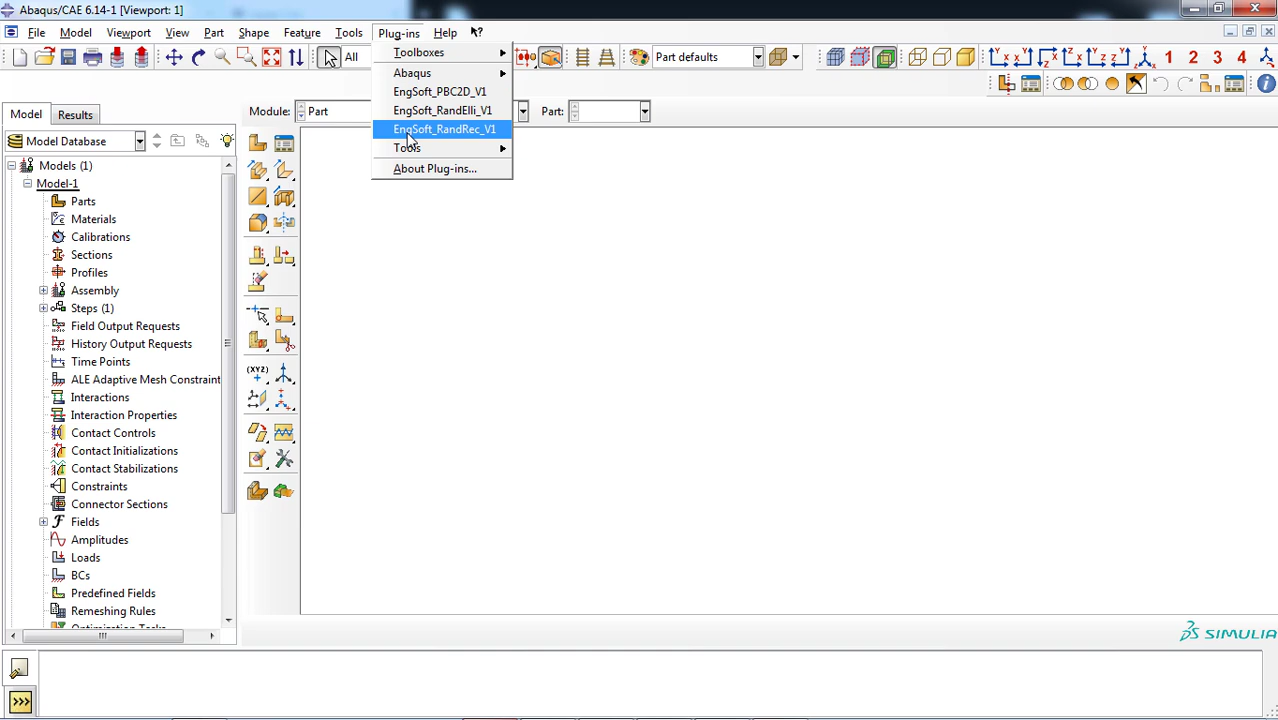 Abaqus/CAE 6.14-1 [Viewport: 1]
File Model Viewport View Part Shape Feature Tools Plug-ins Help
All
Part defaults
1 2 3 4
Toolboxes
Abaqus
EngSoft_PBC2D_V1
EngSoft_RandElli_V1
EngSoft_RandRec_V1
Tools
About Plug-ins...
Model Results
Module: Part
Part:
Model Database
Models (1)
Model-1
Parts
Materials
Calibrations
Sections
Profiles
Assembly
Steps (1)
Field Output Requests
History Output Requests
Time Points
ALE Adaptive Mesh Constraint
Interactions
Interaction Properties
Contact Controls
Contact Initializations
Contact Stabilizations
Constraints
Connector Sections
Fields
Amplitudes
Loads
BCs
Predefined Fields
Remeshing Rules
(XYZ)
SIMULIA
>>>